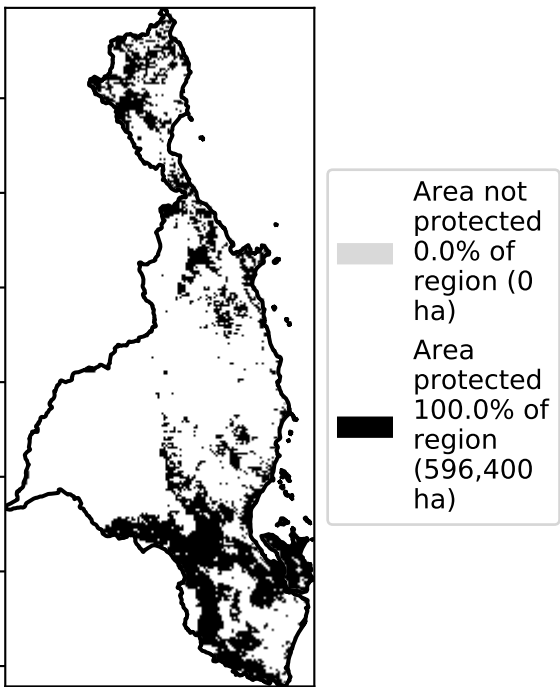 Area not
protected
0.0% of
region (0
ha)
Area
protected
100.0% of
region
(596,400
ha)